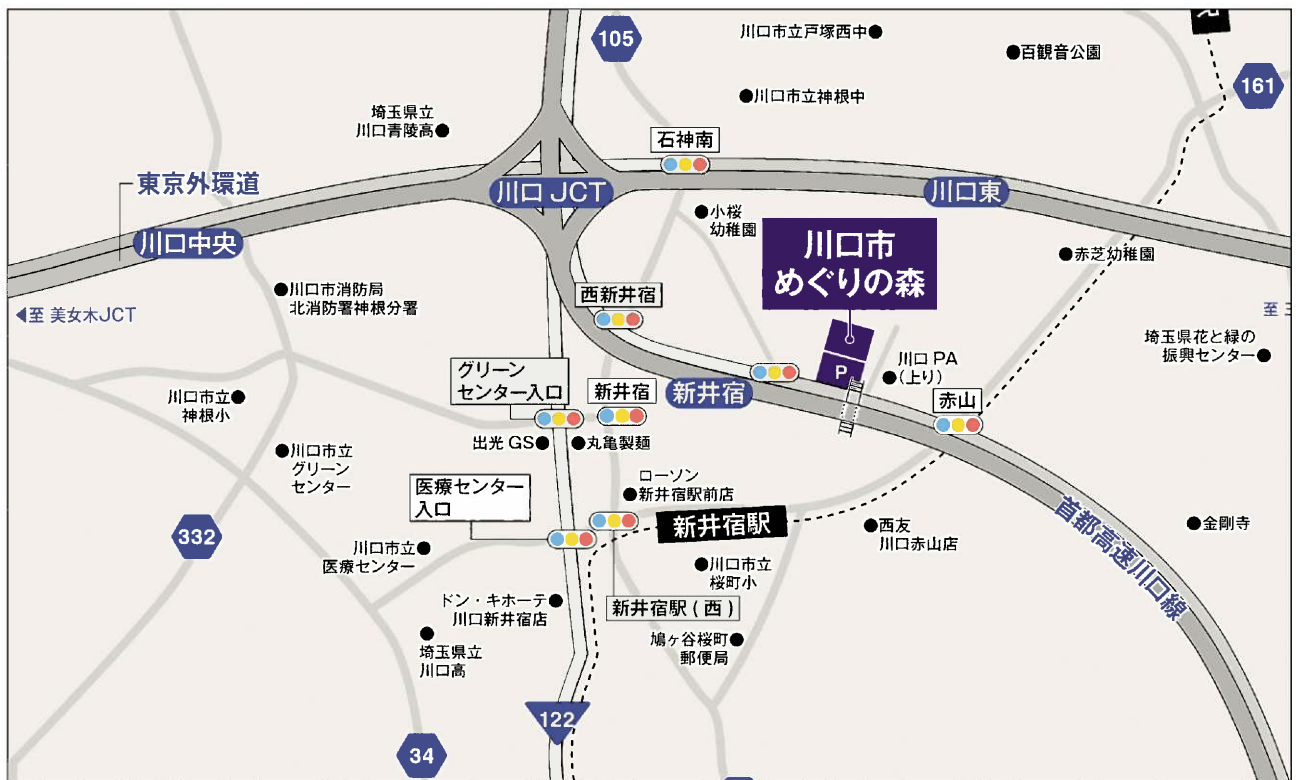 105
川口市立戸塚西中
百観音公園
161
川口市立神根中
埼玉県立
川口青陵高
石神南
東京外環道
川口 JCT
川口東
川口中央
小桜
幼稚園
川口市
めぐりの森
赤芝幼稚園
川口市消防局
北消防署神根分署
西新井宿
至 美女木JCT
至 三
埼玉県花と緑の
振興センター
川口 PA
(上り)
P
グリーン
センター入口
新井宿
新井宿
赤山
川口市立
神根小
出光 GS
丸亀製麺
川口市立
グリーン
センター
ローソン
新井宿駅前店
医療センター
入口
新井宿駅
首都高速川口線
332
川口市立
医療センター
西友
川口赤山店
金剛寺
川口市立
桜町小
ドン・キホーテ
川口新井宿店
新井宿駅 ( 西 )
埼玉県立
川口高
鳩ヶ谷桜町
郵便局
122
34